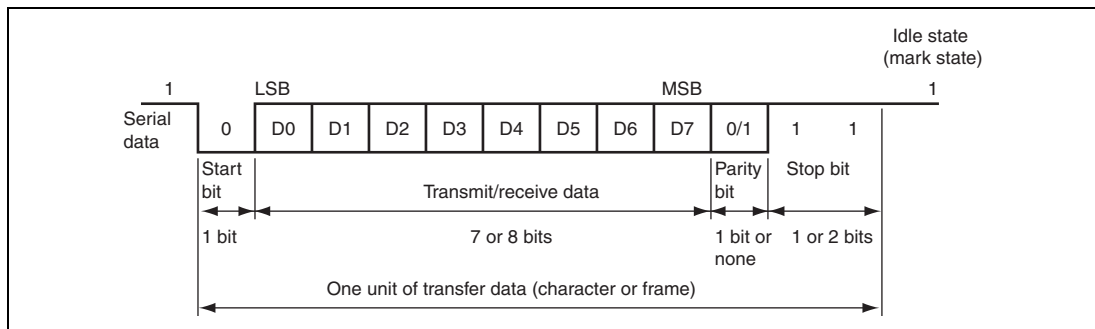 Idle state
(mark state)
1 LSB MSB 1
Serial
data
0 D0 D1 D2 D3 D4 D5 D6 D7 0/1 1 1
Start
bit
Transmit/receive data
Parity
bit
Stop bit
1 bit
7 or 8 bits
1 bit or
none
1 or 2 bits
One unit of transfer data (character or frame)